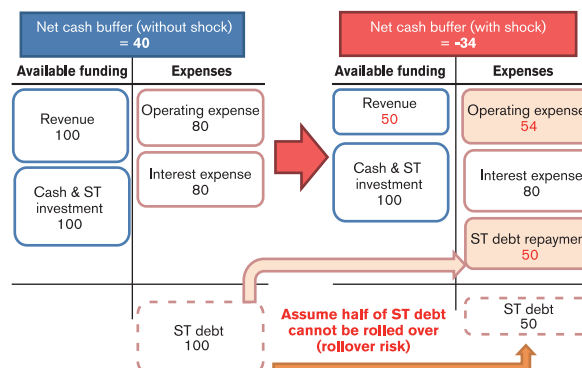 Net cash buffer (without shock)
= 40
Available funding
Expenses
Revenue
100
Operating expense
80
Cash & ST
investment
100
Interest expense
80
ST debt
100
Net cash buffer (with shock)
= -34
Available funding
Expenses
Revenue
50
Operating expense
54
Cash & ST
investment
100
Interest expense
80
ST debt repayment
50
Assume half of ST debt
cannot be rolled over
(rollover risk)
ST debt
50